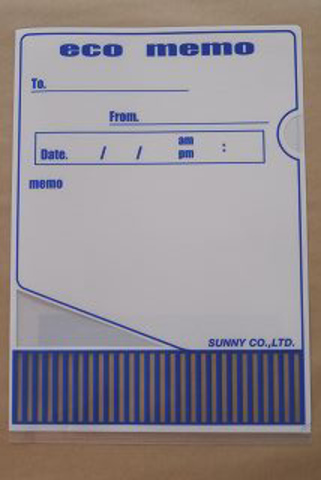 eco memo
To.
From.
am
Date. / / :
pm
memo
SUNNY CO.,LTD.